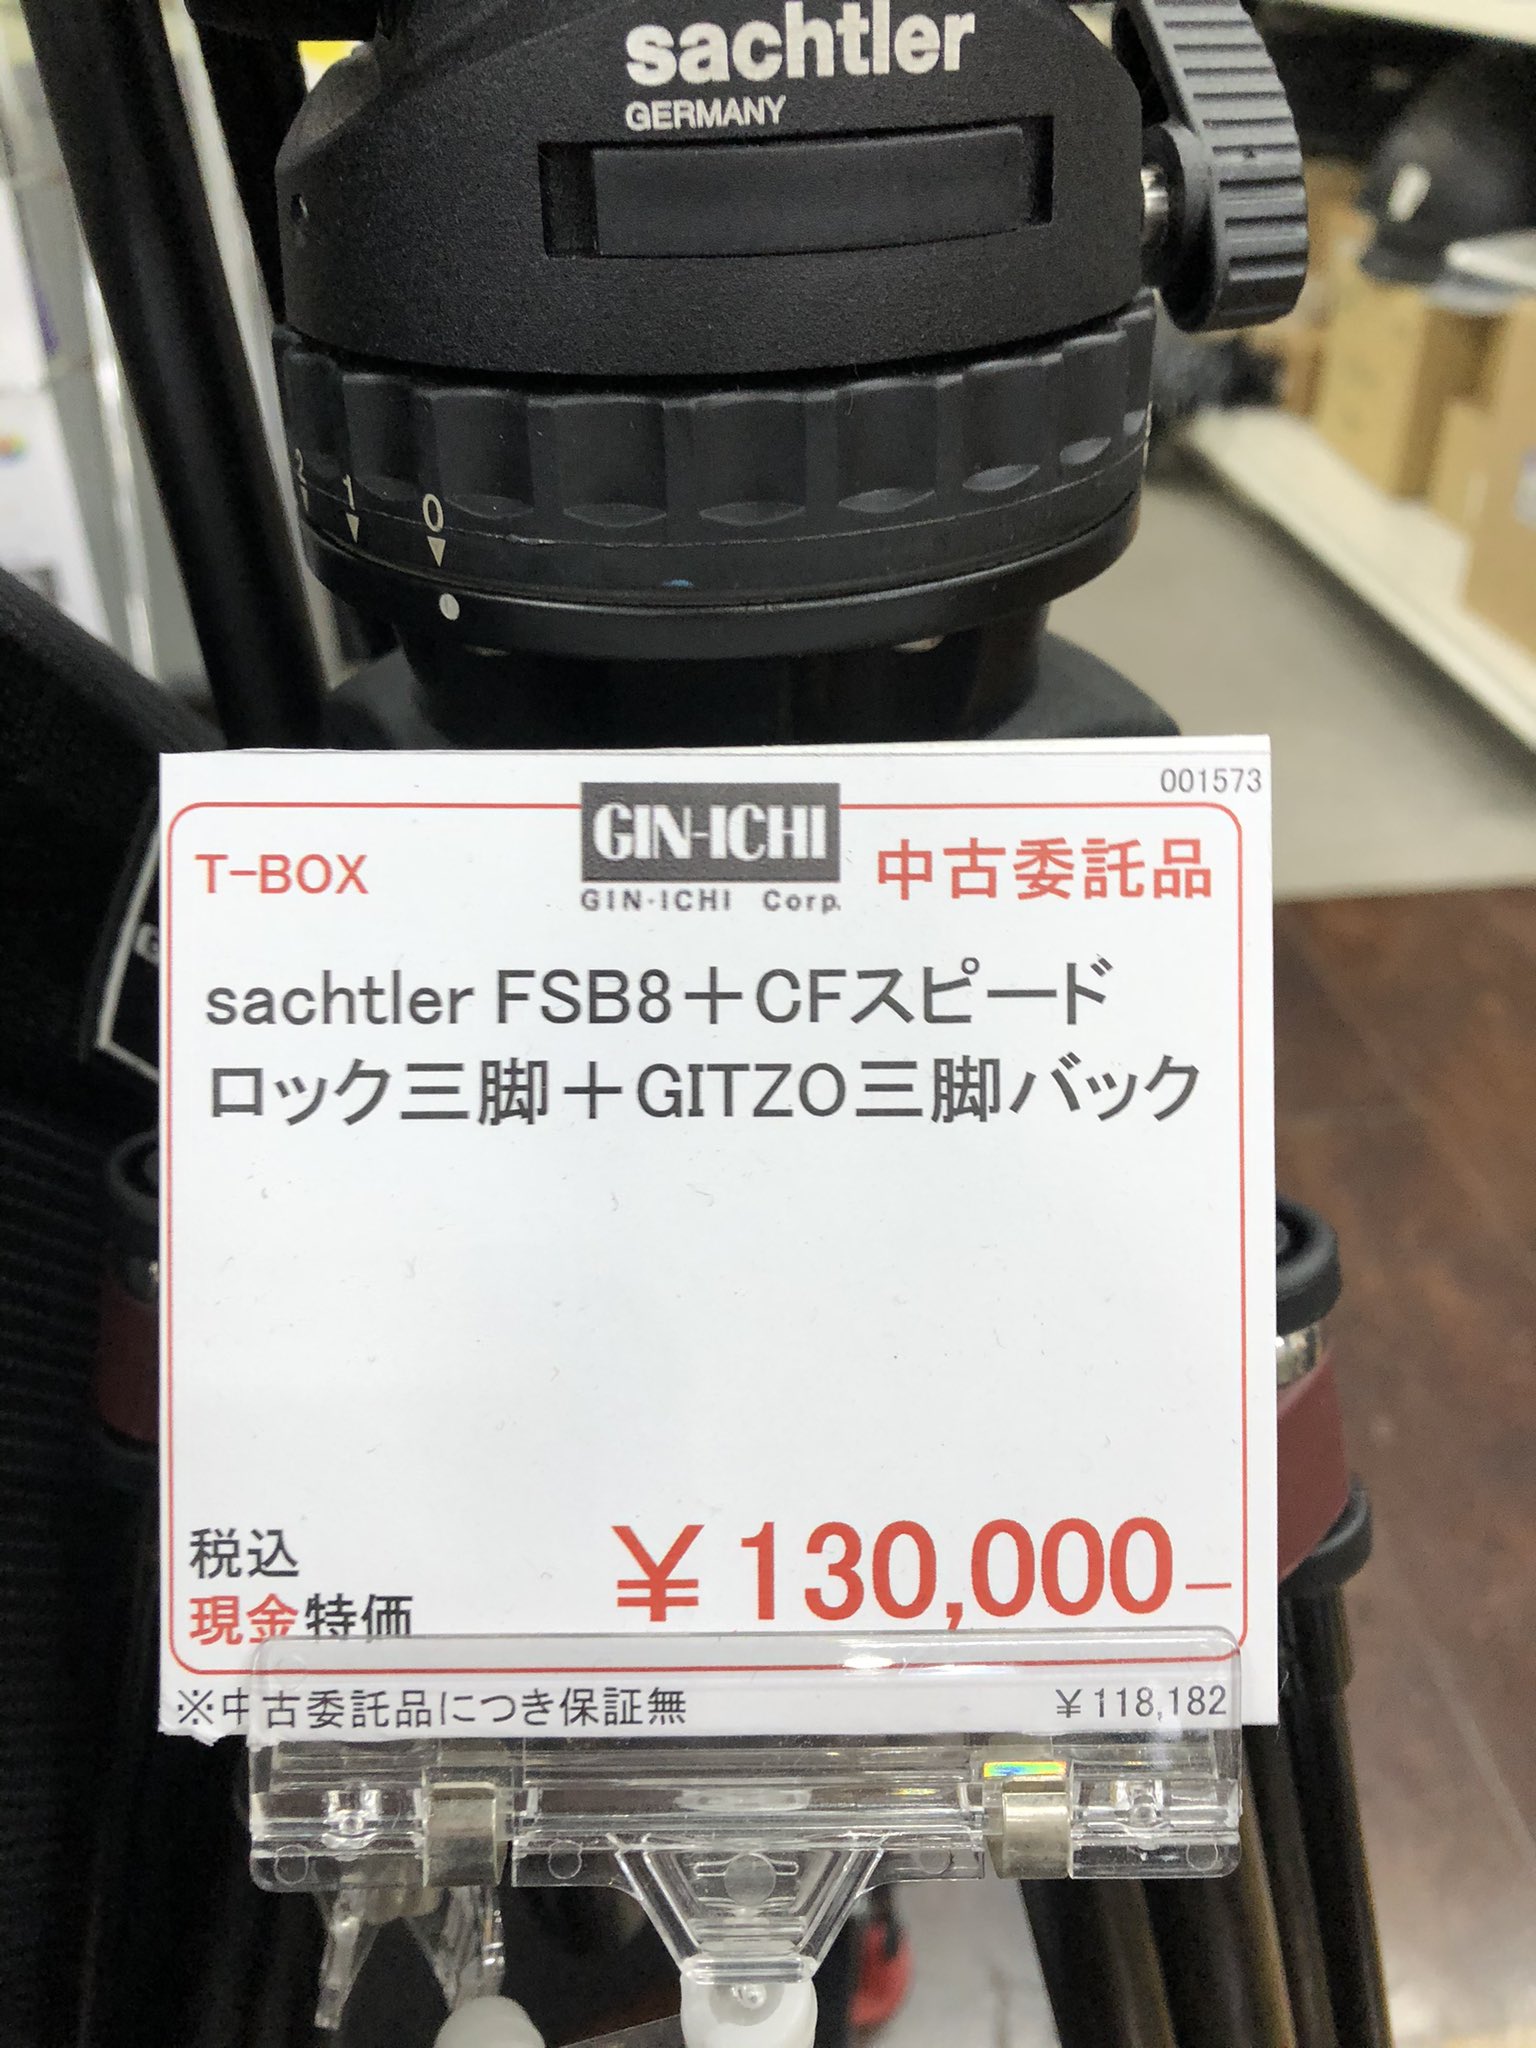 sachtler
GERMANY
2 1 0
001573
T-BOX
GIN-ICHI
GIN・ICHI Corp.
中古委託品
sachtler FSB8＋CFスピード
ロック三脚＋GITZO三脚バック
税込
現金特価
￥130,000－
※中古委託品につき保証無
￥118,182